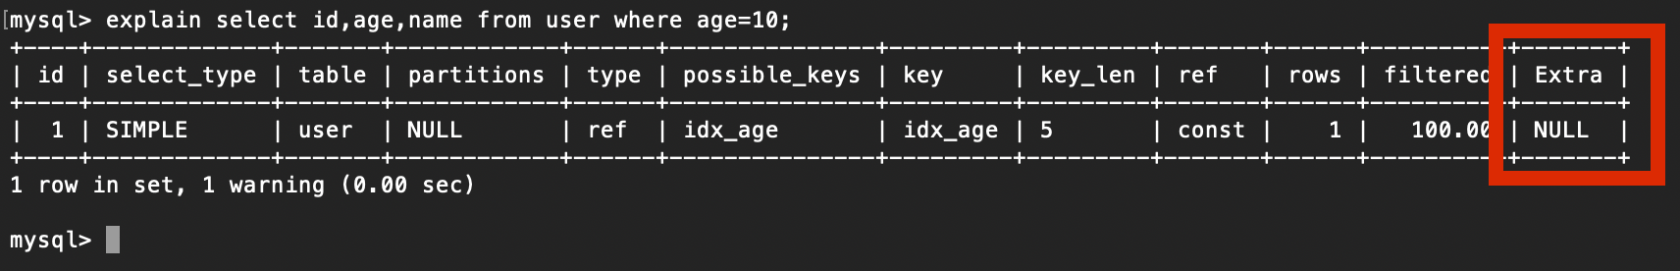 [mysql> explain select id,age,name from user where age=10;
+----+-------------+-------+------------+------+---------------+---------+---------+-------+------+----------+-------+
| id | select_type | table | partitions | type | possible_keys | key     | key_len | ref   | rows | filtered | Extra |
+----+-------------+-------+------------+------+---------------+---------+---------+-------+------+----------+-------+
|  1 | SIMPLE      | user  | NULL       | ref  | idx_age       | idx_age | 5       | const |    1 |   100.00 | NULL  |
+----+-------------+-------+------------+------+---------------+---------+---------+-------+------+----------+-------+
1 row in set, 1 warning (0.00 sec)
mysql>